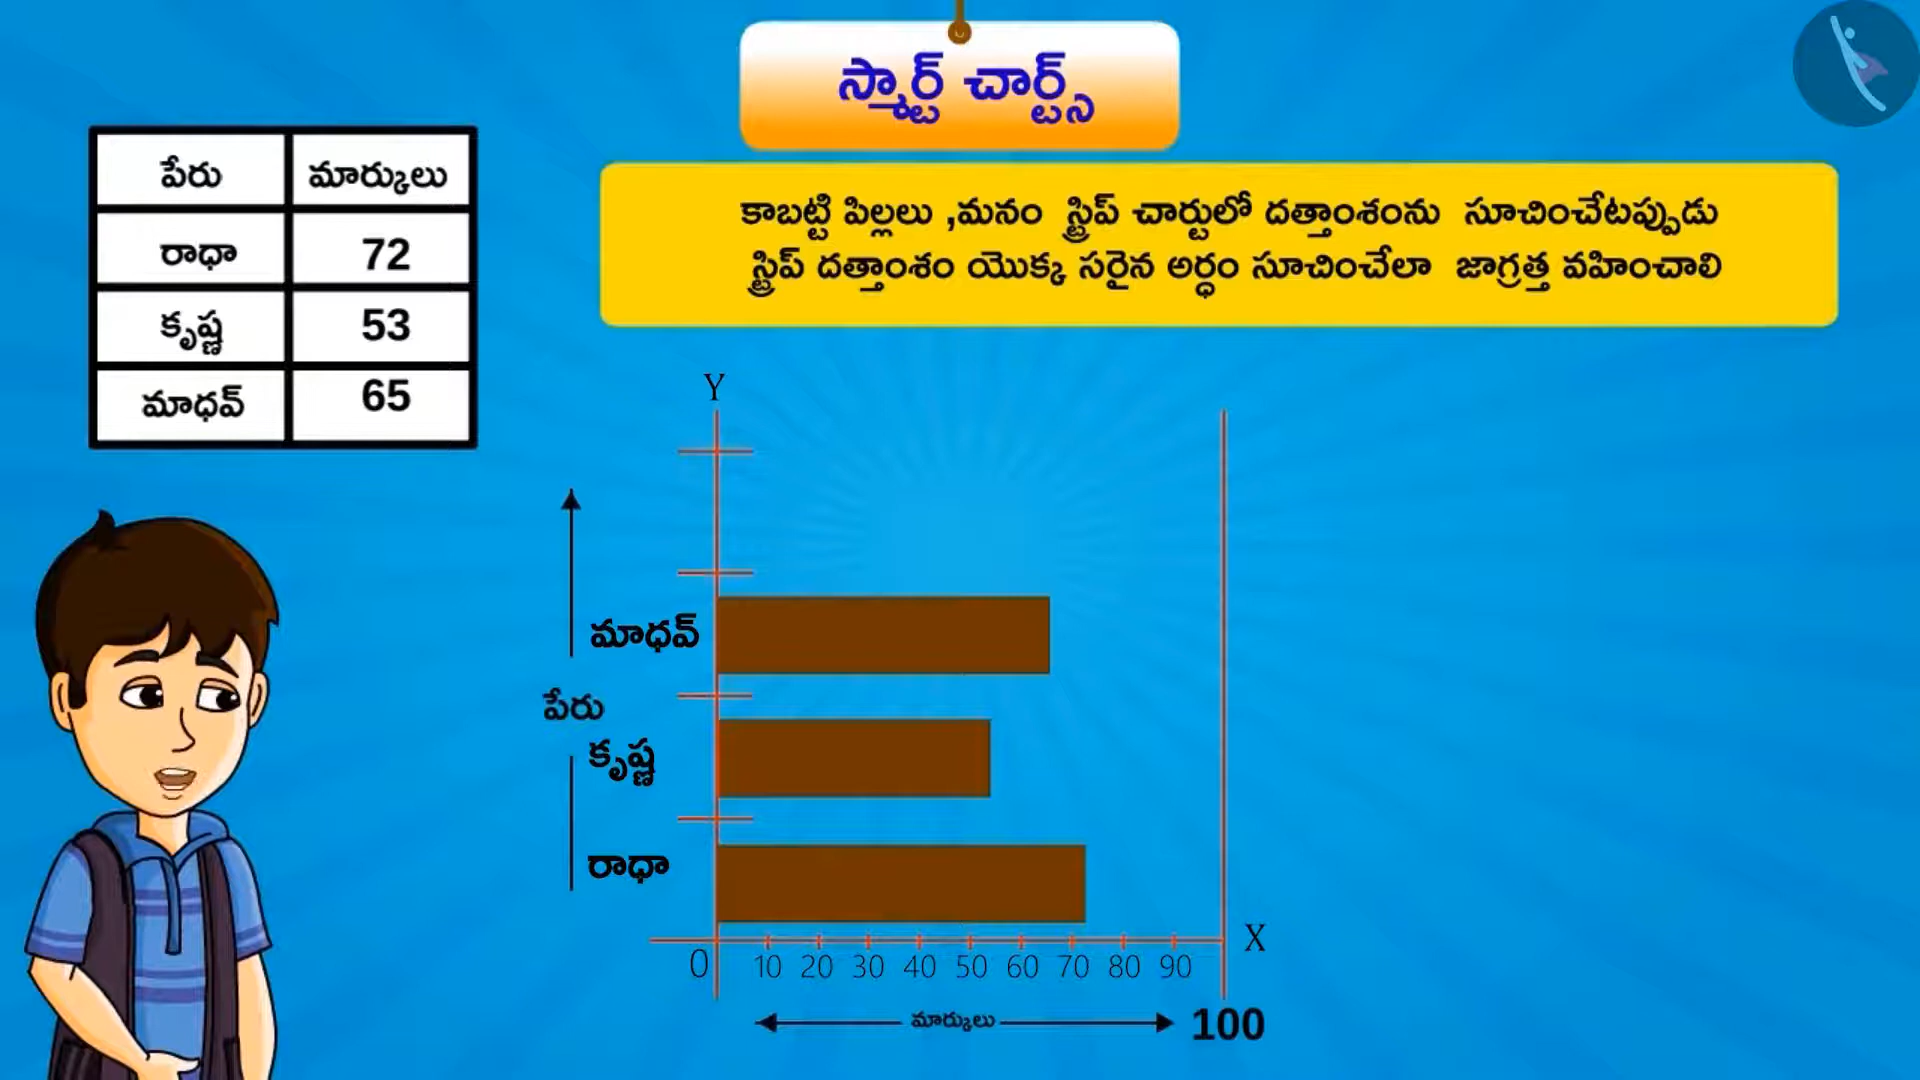 స్మార్ట్ చార్ట్స్
పేరు మార్కులు
రాధా 72
కృష్ణ 53
మాధవ్ 65
కాబట్టి పిల్లలు ,మనం స్ట్రిప్ చార్టులో దత్తాంశంను సూచించేటప్పుడు
స్ట్రిప్ దత్తాంశం యొక్క సరైన అర్ధం సూచించేలా జాగ్రత్త వహించాలి
Y
మాధవ్
పేరు
కృష్ణ
రాధా
X
0 10 20 30 40 50 60 70 80 90
మార్కులు 100